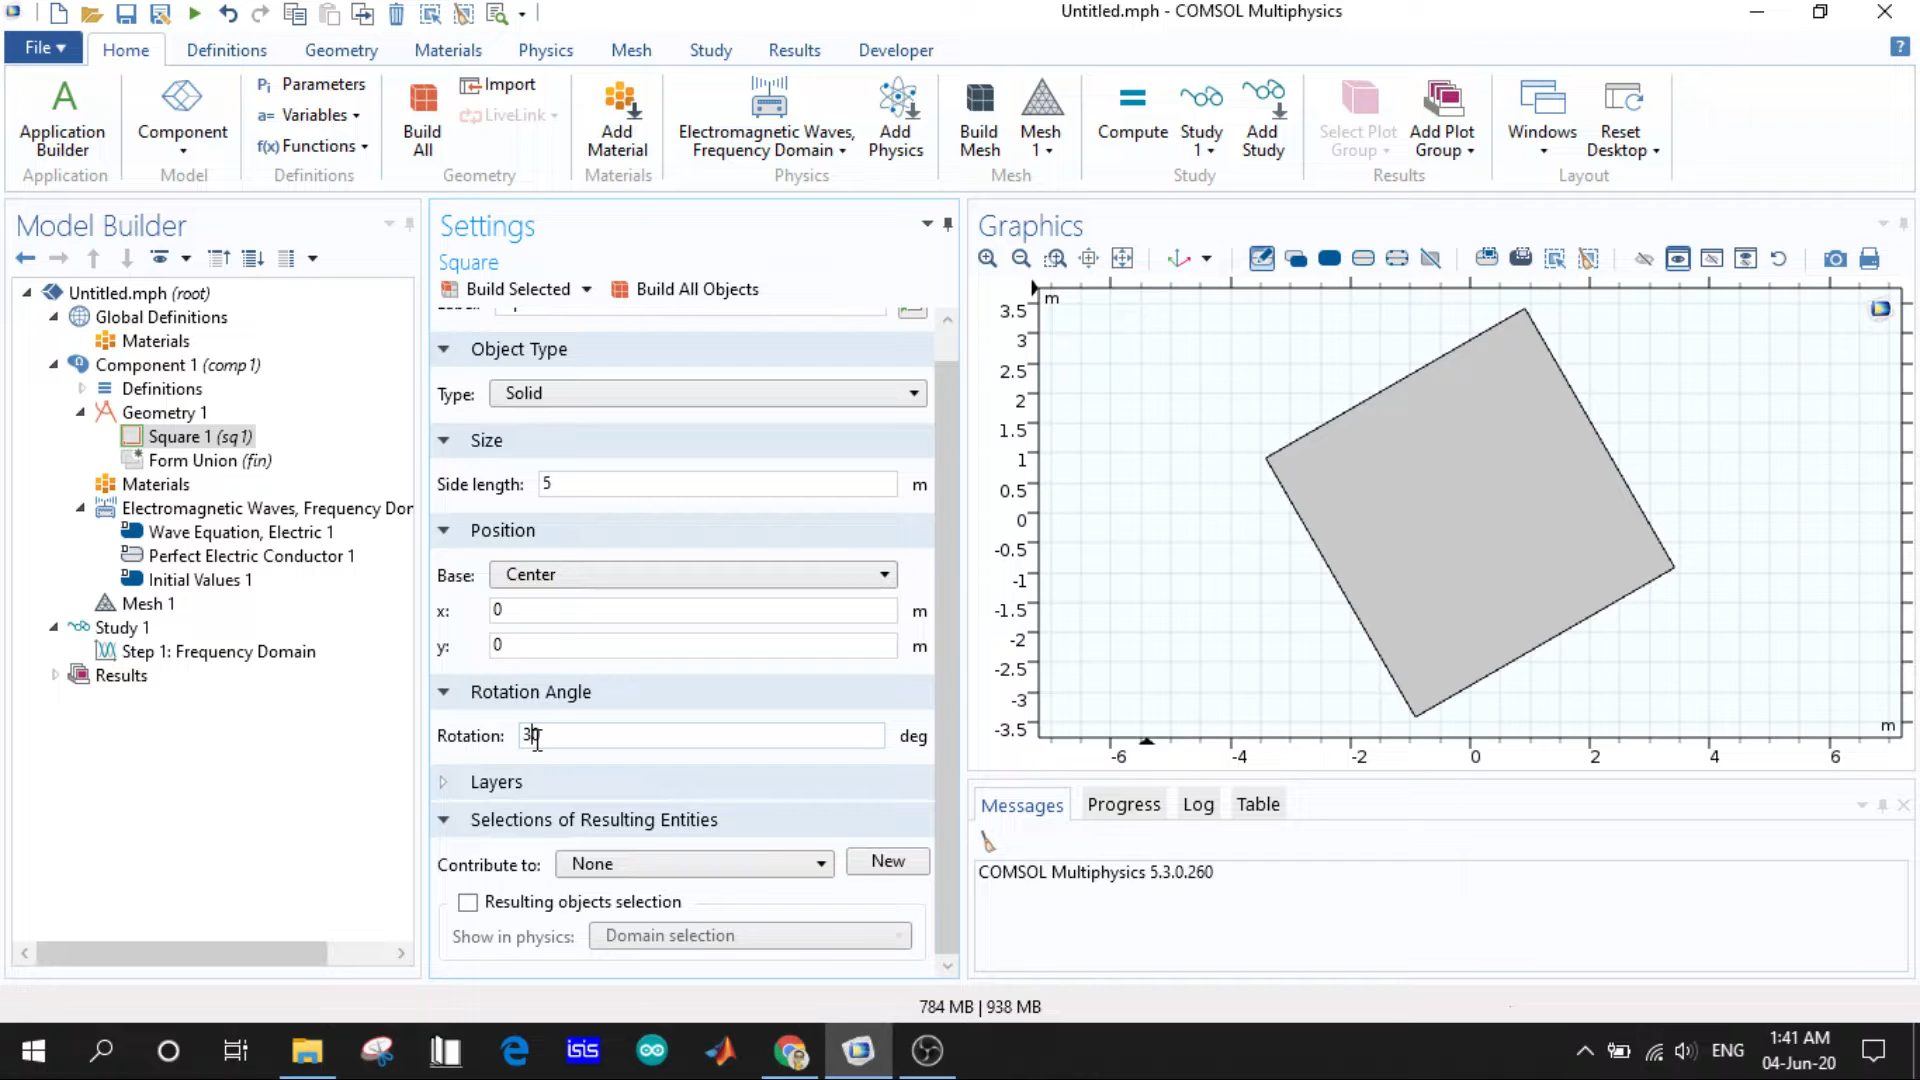 Untitled.mph - COMSOL Multiphysics
File
Home
Definitions
Geometry
Materials
Physics
Mesh
Study
Results
Developer
Application Builder
Application
Component
Model
Pi Parameters
a= Variables
f(x) Functions
Definitions
Build All
Import
LiveLink
Geometry
Add Material
Materials
Electromagnetic Waves, Frequency Domain
Add Physics
Physics
Build Mesh
Mesh 1
Mesh
Compute
Study 1
Add Study
Study
Select Plot Group
Add Plot Group
Results
Windows
Reset Desktop
Layout
Model Builder
Untitled.mph (root)
Global Definitions
Materials
Component 1 (comp1)
Definitions
Geometry 1
Square 1 (sq1)
Form Union (fin)
Materials
Electromagnetic Waves, Frequency Dor
Wave Equation, Electric 1
Perfect Electric Conductor 1
Initial Values 1
Mesh 1
Study 1
Step 1: Frequency Domain
Results
Settings
Square
Build Selected
Build All Objects
Object Type
Type: Solid
Size
Side length: 5 m
Position
Base: Center
x: 0 m
y: 0 m
Rotation Angle
Rotation: 30 deg
Layers
Selections of Resulting Entities
Contribute to: None New
Resulting objects selection
Show in physics: Domain selection
Graphics
m
3.5
3
2.5
2
1.5
1
0.5
0
-0.5
-1
-1.5
-2
-2.5
-3
-3.5
m
-6 -4 -2 0 2 4 6
Messages
Progress
Log
Table
COMSOL Multiphysics 5.3.0.260
784 MB | 938 MB
isis
ENG
1:41 AM
04-Jun-20